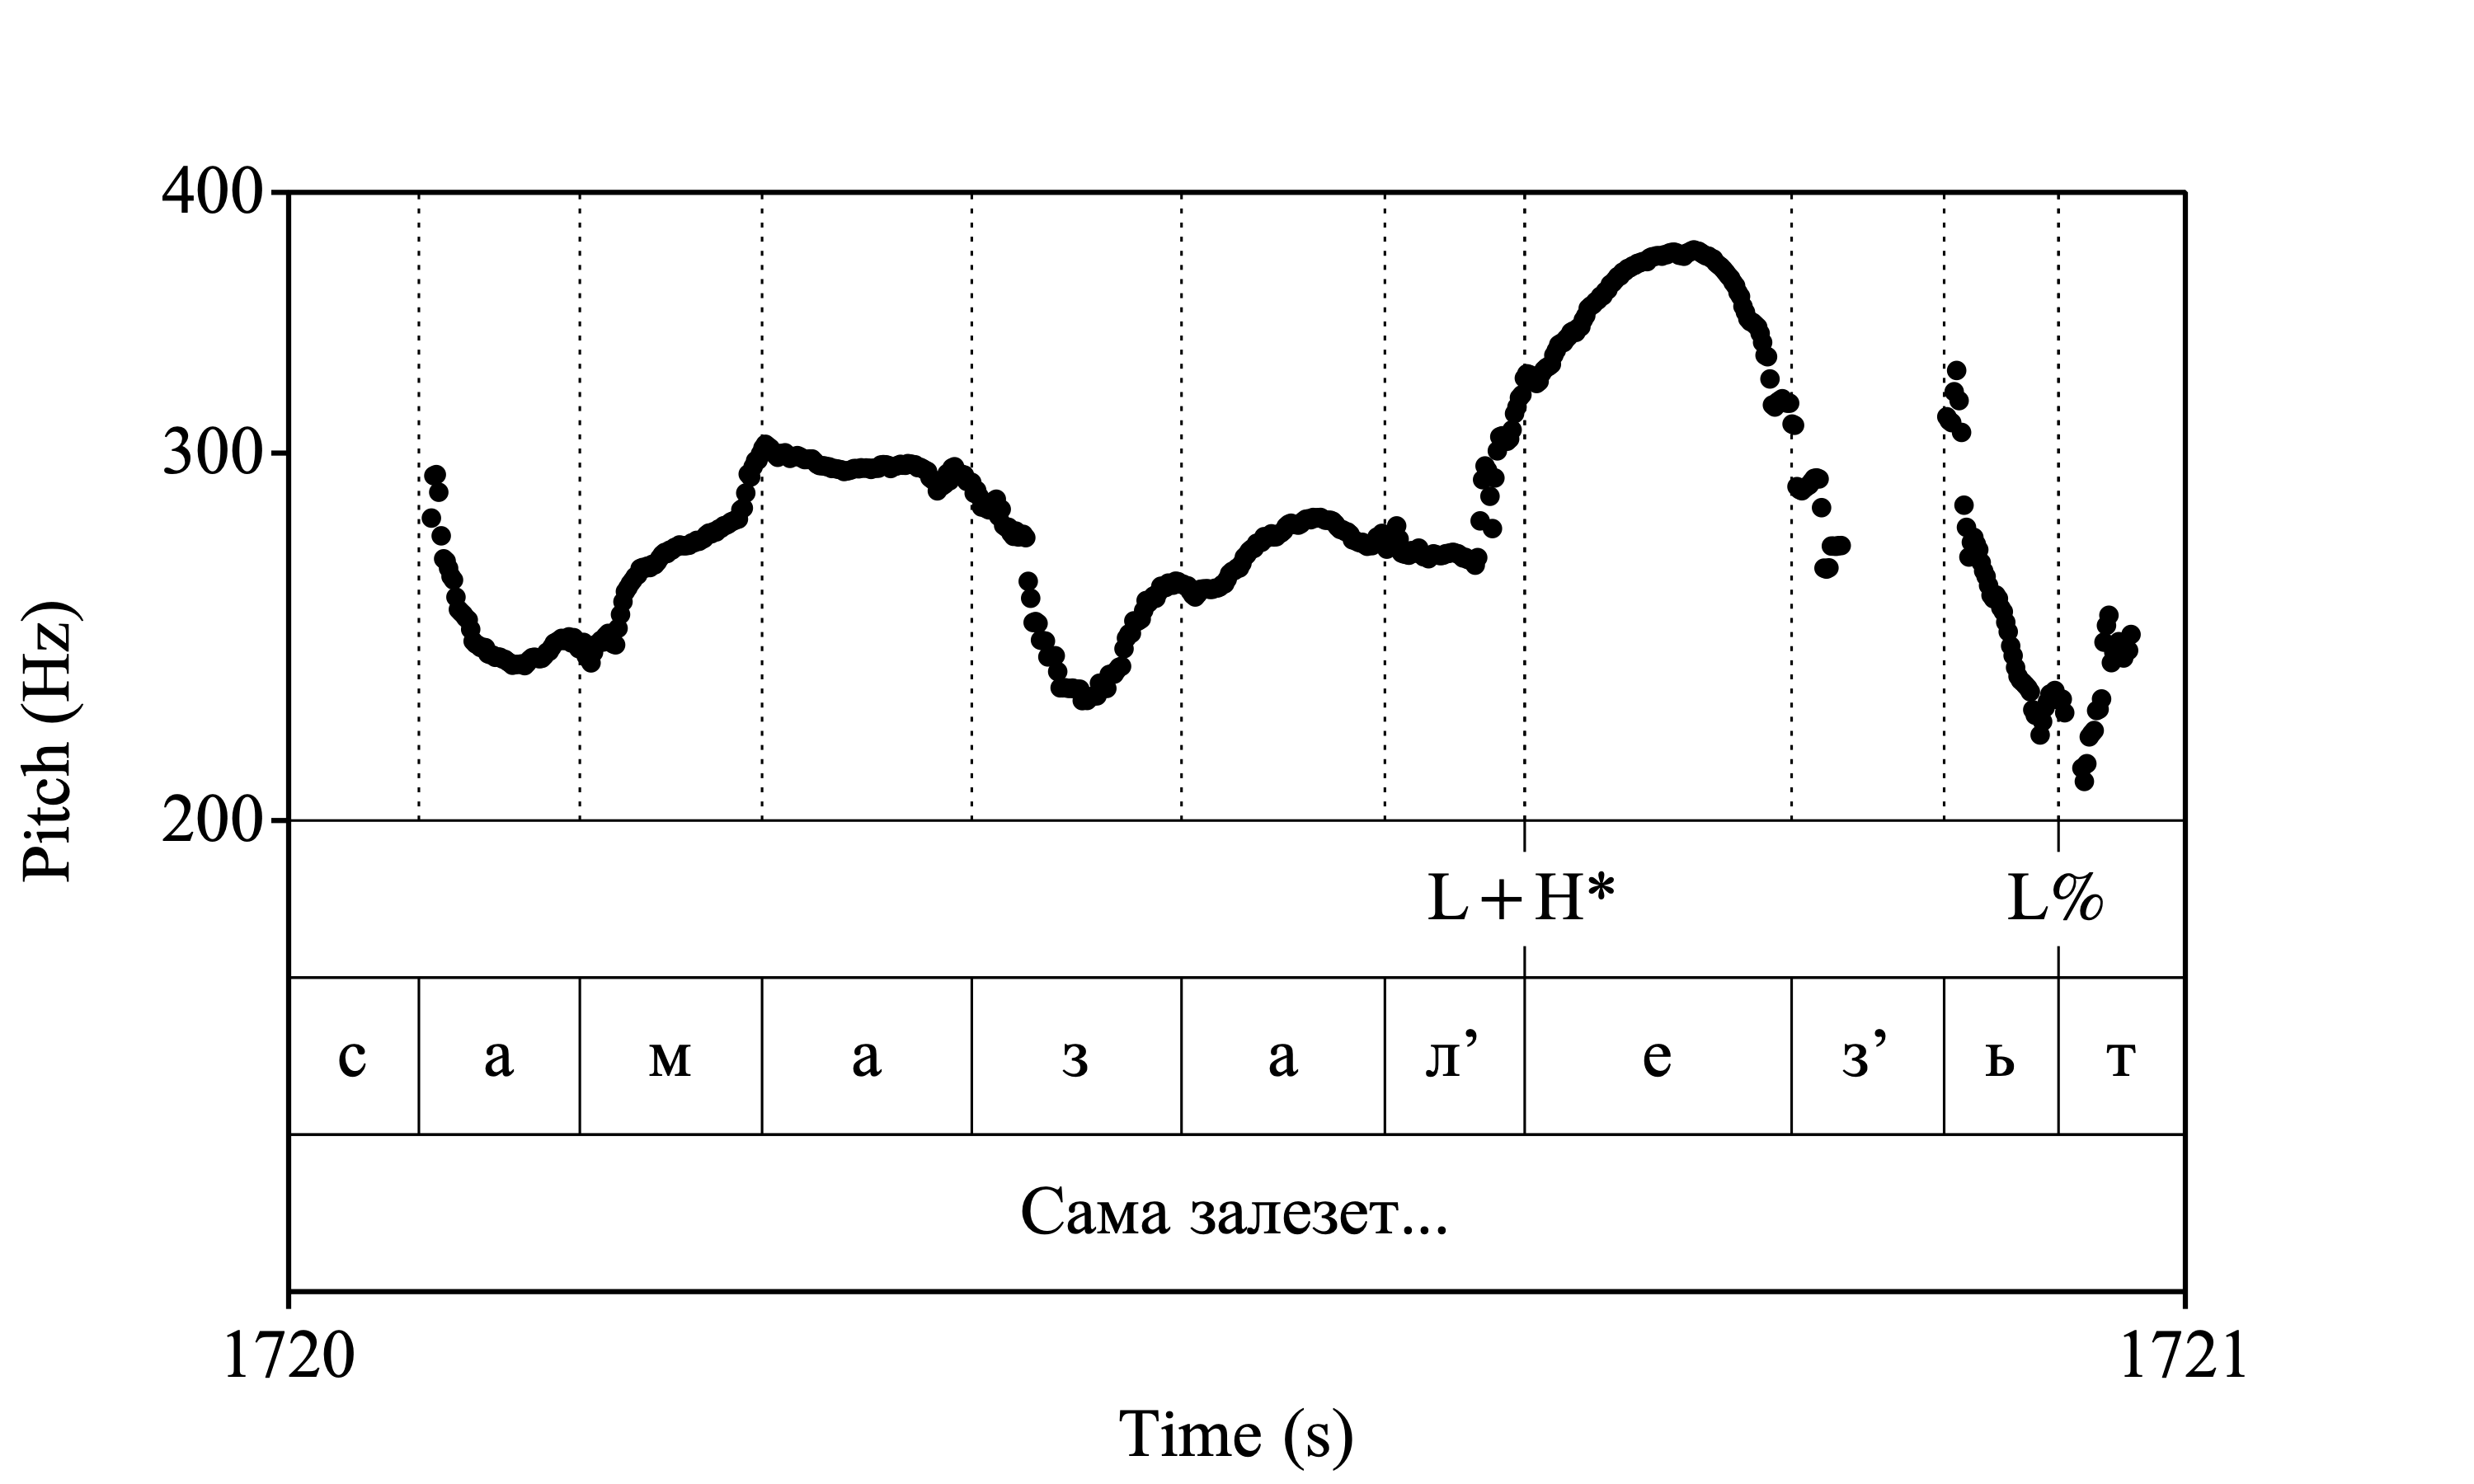 400
300
200
Pitch (Hz)
L+H* L%
с а м а з а л’ е з’ ь т
Сама залезет...
1720 1721
Time (s)